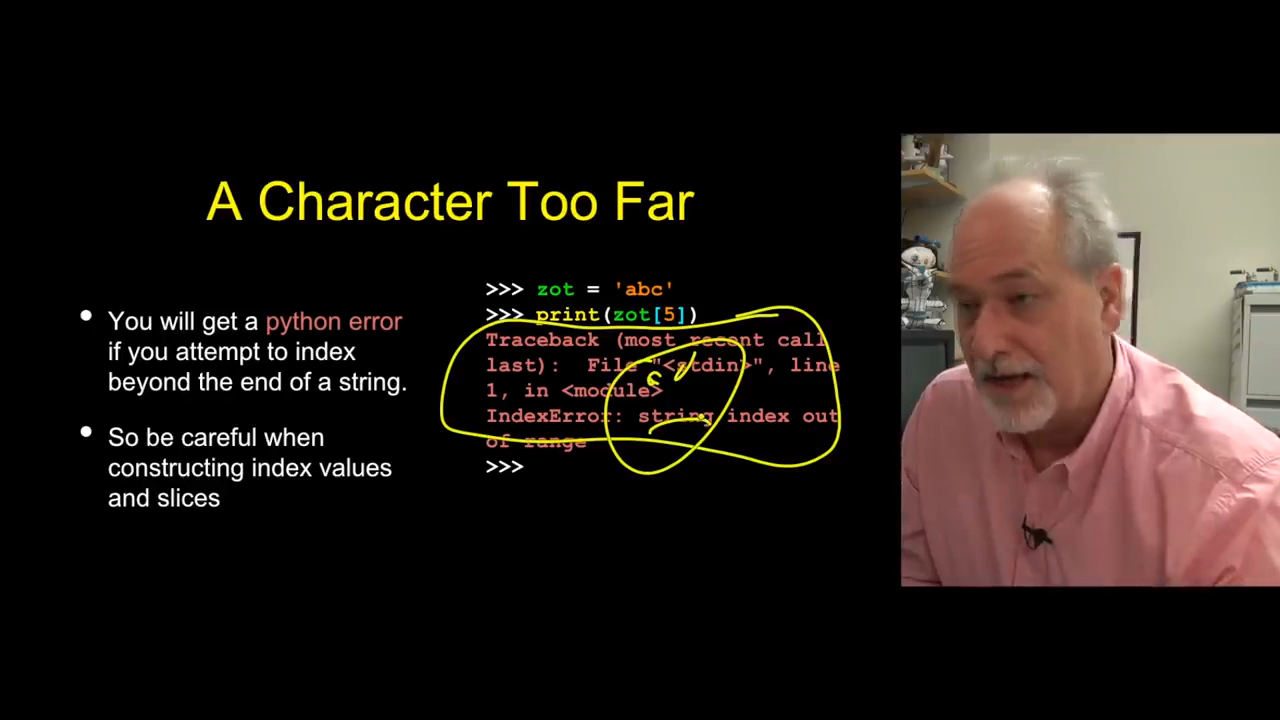 A Character Too Far
• You will get a python error
if you attempt to index
beyond the end of a string.
• So be careful when
constructing index values
and slices
>>> zot = 'abc'
>>> print(zot[5])
Traceback (most recent call
last):  File "<stdin>", line
1, in <module>
IndexError: string index out
of range
>>>